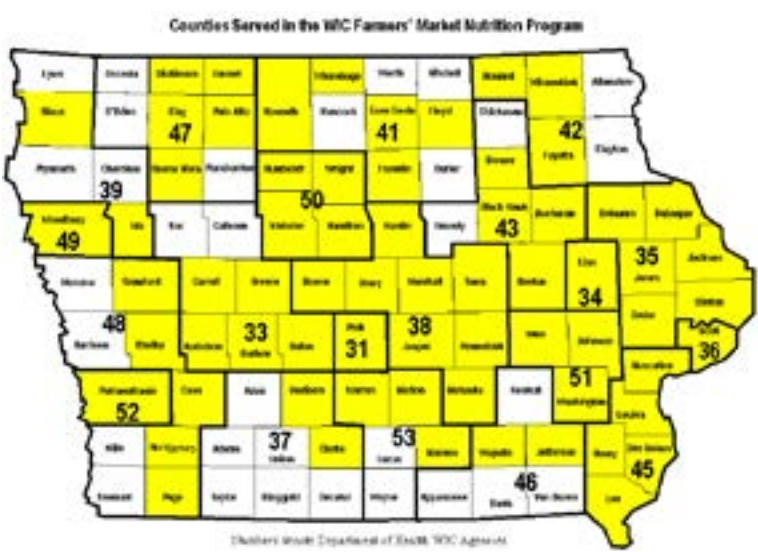 Counties Served in the WIC Farmers' Market Nutrition Program
Lyon Osceola Dickinson Emmet Winnebago Worth Mitchell Howard Winneshiek Allamakee
Sioux O'Brien Clay Palo Alto Kossuth Hancock Cerro Gordo Floyd Chickasaw
47 41 42
Plymouth Cherokee Buena Vista Pocahontas Humboldt Wright Franklin Butler Bremer Fayette Clayton
39 50
Woodbury Ida Sac Calhoun Webster Hamilton Hardin Grundy Black Hawk Buchanan Delaware Dubuque
49 43
Monona Crawford Carroll Greene Boone Story Marshall Tama Benton Linn Jones Jackson
35 34
Clinton
48 33 31 38 36
Harrison Shelby Audubon Guthrie Dallas Polk Jasper Poweshiek Iowa Johnson Cedar Scott
Muscatine
51
Pottawattamie Cass Adair Madison Warren Marion Mahaska Keokuk Washington Louisa
52
Mills Montgomery Adams Union Clarke Lucas Monroe Wapello Jefferson Henry Des Moines
37 53 46 45
Fremont Page Taylor Ringgold Decatur Wayne Appanoose Davis Van Buren Lee
Department of Health WIC Agencies